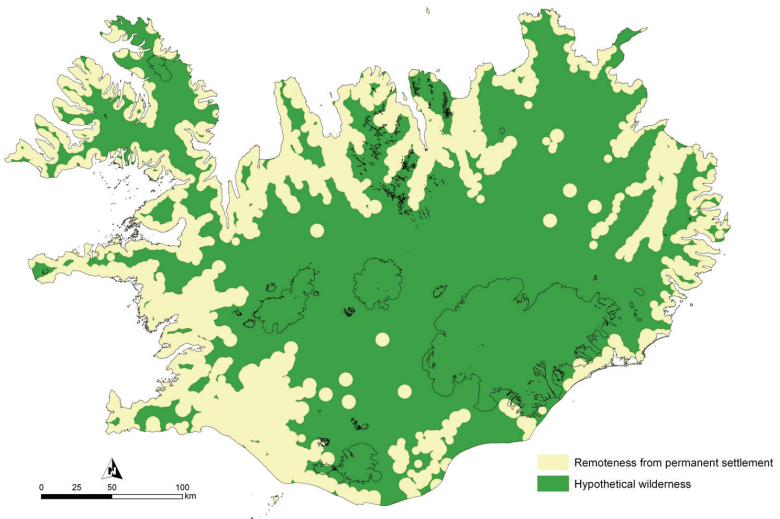 Remoteness from permanent settlement
Hypothetical wilderness
0 25 50 100
km